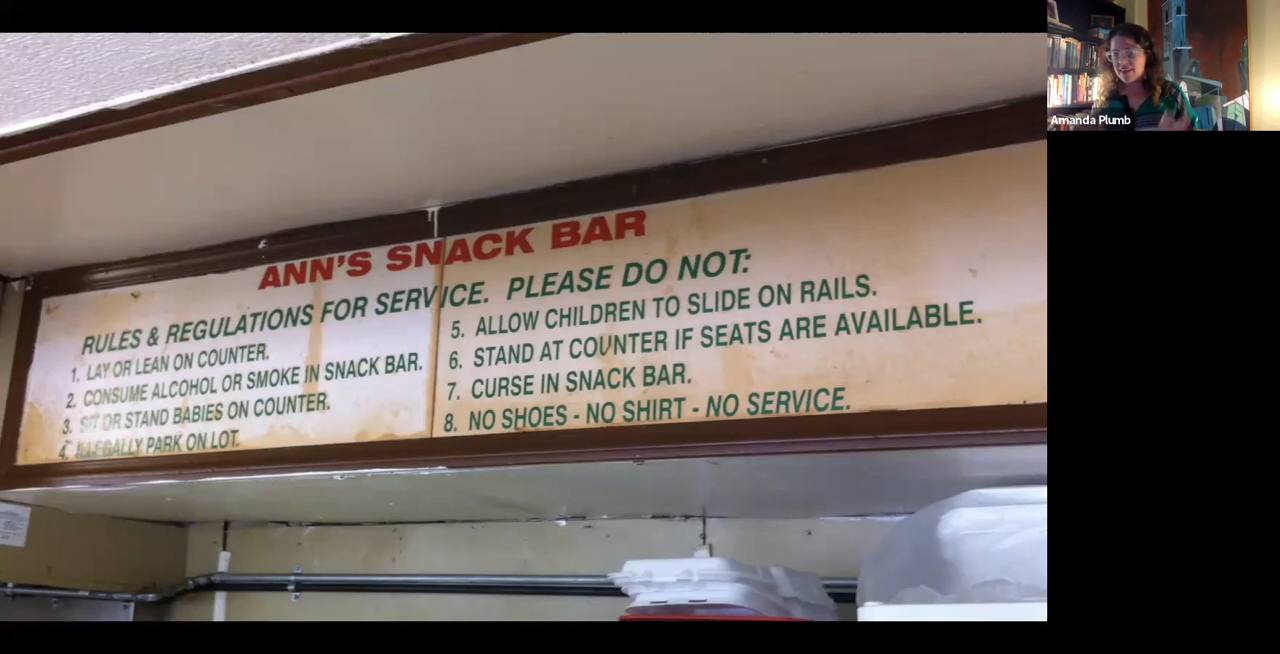 ANN'S SNACK BAR
RULES & REGULATIONS FOR SERVICE. PLEASE DO NOT:
1. LAY OR LEAN ON COUNTER.
2. CONSUME ALCOHOL OR SMOKE IN SNACK BAR.
3. SIT OR STAND BABIES ON COUNTER.
4. ILLEGALLY PARK ON LOT.
5. ALLOW CHILDREN TO SLIDE ON RAILS.
6. STAND AT COUNTER IF SEATS ARE AVAILABLE.
7. CURSE IN SNACK BAR.
8. NO SHOES - NO SHIRT - NO SERVICE.
Amanda Plumb